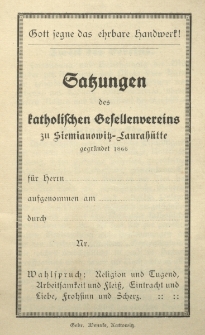 Gott segne das ehrbare Handwerk!
Satzungen
des
katholischen Gesellenvereins
zu Siemianowitz-Laurahütte
gegründet 1866
für Herrn
aufgenommen am
durch
Nr.
Wahlspruch: Religion und Tugend,
Arbeitsamkeit und Fleiß, Eintracht und
Liebe, Frohsinn und Scherz. :: ::
Kattowitz.